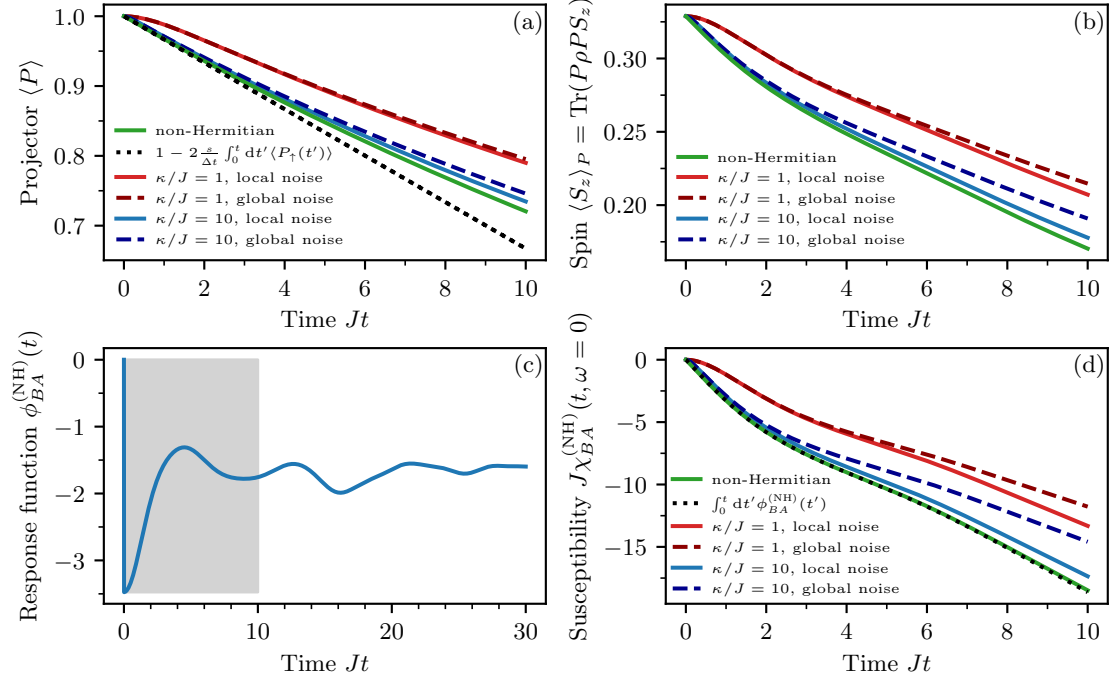 (a)
Projector ⟨P⟩
1.0
0.9
0.8
0.7
non-Hermitian
1 − 2 s/Δt ∫₀ᵗ dt′⟨P↑(t′)⟩
κ/J = 1, local noise
κ/J = 1, global noise
κ/J = 10, local noise
κ/J = 10, global noise
0 2 4 6 8 10
Time Jt
(b)
Spin ⟨S_z⟩_P = Tr(PρPS_z)
0.30
0.25
0.20
non-Hermitian
κ/J = 1, local noise
κ/J = 1, global noise
κ/J = 10, local noise
κ/J = 10, global noise
0 2 4 6 8 10
Time Jt
(c)
Response function ϕ_{BA}^{(NH)}(t)
0
−1
−2
−3
0 10 20 30
Time Jt
(d)
Susceptibility Jχ_{BA}^{(NH)}(t, ω = 0)
0
−5
−10
−15
non-Hermitian
∫₀ᵗ dt′ϕ_{BA}^{(NH)}(t′)
κ/J = 1, local noise
κ/J = 1, global noise
κ/J = 10, local noise
κ/J = 10, global noise
0 2 4 6 8 10
Time Jt